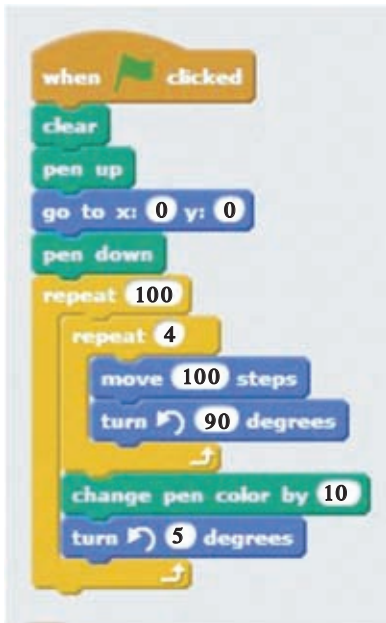 when clicked
clear
pen up
go to x: 0 y: 0
pen down
repeat 100
repeat 4
move 100 steps
turn 90 degrees
change pen color by 10
turn 5 degrees